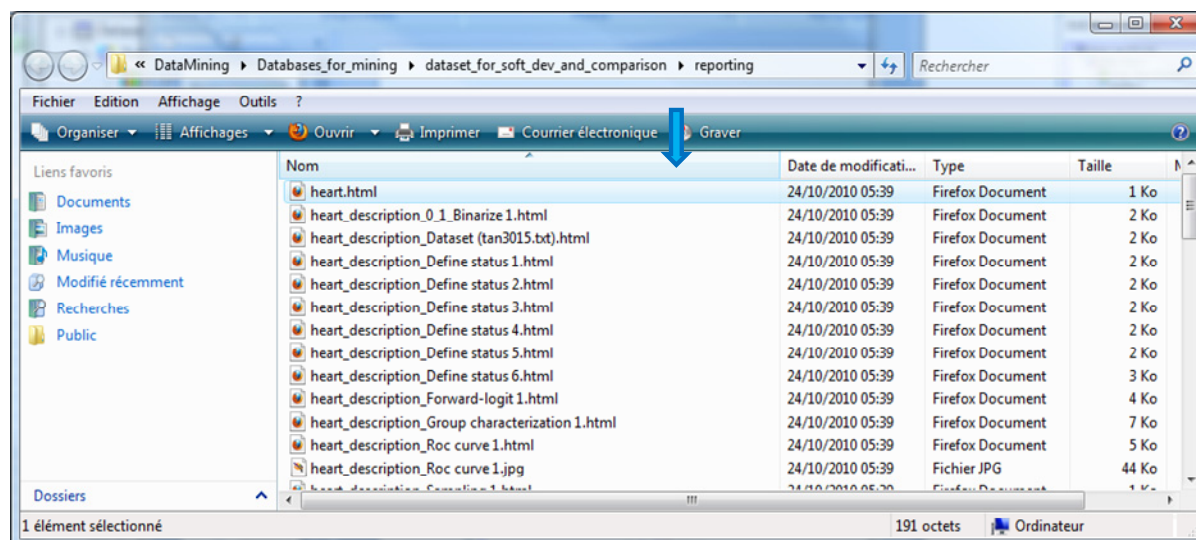 « DataMining Databases_for_mining dataset_for_soft_dev_and_comparison reporting Rechercher
Fichier Edition Affichage Outils ?
Organiser Affichages Ouvrir Imprimer Courrier électronique Graver
Liens favoris
Documents
Images
Musique
Modifié récemment
Recherches
Public
Dossiers
Nom Date de modificati... Type Taille
heart.html 24/10/2010 05:39 Firefox Document 1 Ko
heart_description_0_1_Binarize 1.html 24/10/2010 05:39 Firefox Document 2 Ko
heart_description_Dataset (tan3015.txt).html 24/10/2010 05:39 Firefox Document 2 Ko
heart_description_Define status 1.html 24/10/2010 05:39 Firefox Document 2 Ko
heart_description_Define status 2.html 24/10/2010 05:39 Firefox Document 2 Ko
heart_description_Define status 3.html 24/10/2010 05:39 Firefox Document 2 Ko
heart_description_Define status 4.html 24/10/2010 05:39 Firefox Document 2 Ko
heart_description_Define status 5.html 24/10/2010 05:39 Firefox Document 2 Ko
heart_description_Define status 6.html 24/10/2010 05:39 Firefox Document 3 Ko
heart_description_Forward-logit 1.html 24/10/2010 05:39 Firefox Document 4 Ko
heart_description_Group characterization 1.html 24/10/2010 05:39 Firefox Document 7 Ko
heart_description_Roc curve 1.html 24/10/2010 05:39 Firefox Document 5 Ko
heart_description_Roc curve 1.jpg 24/10/2010 05:39 Fichier JPG 44 Ko
1 élément sélectionné 191 octets Ordinateur